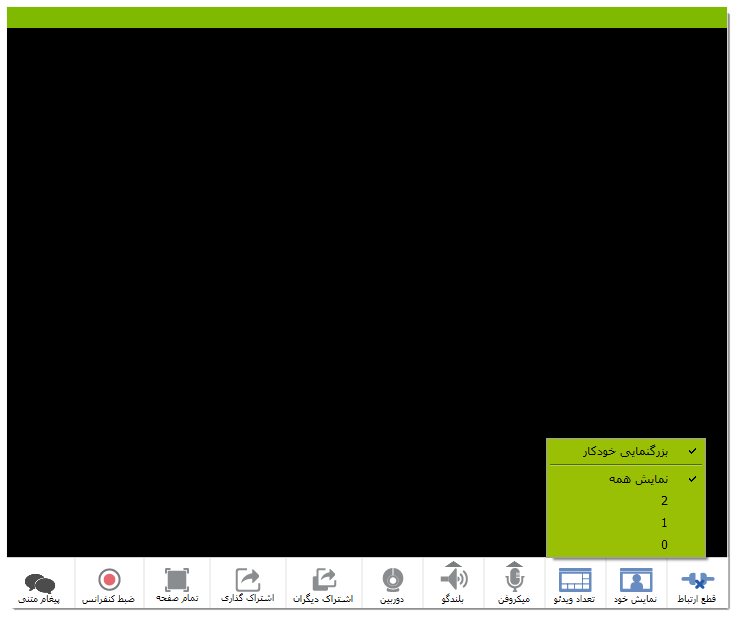 بزرگنمایی خودکار
نمایش همه
2
1
0
قطع ارتباط
نمایش خود
تعداد ویدئو
میکروفن
بلندگو
دوربین
اشتراک دیگران
اشتراک گذاری
تمام صفحه
ضبط کنفرانس
پیغام متنی